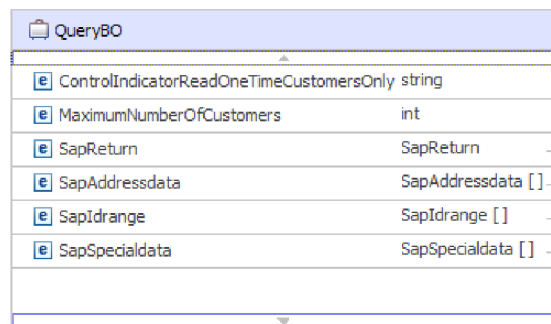 QueryBO
e ControlIndicatorReadOneTimeCustomersOnly string
e MaximumNumberOfCustomers int
e SapReturn SapReturn
e SapAddressdata SapAddressdata []
e SapIdrange SapIdrange []
e SapSpecialdata SapSpecialdata []